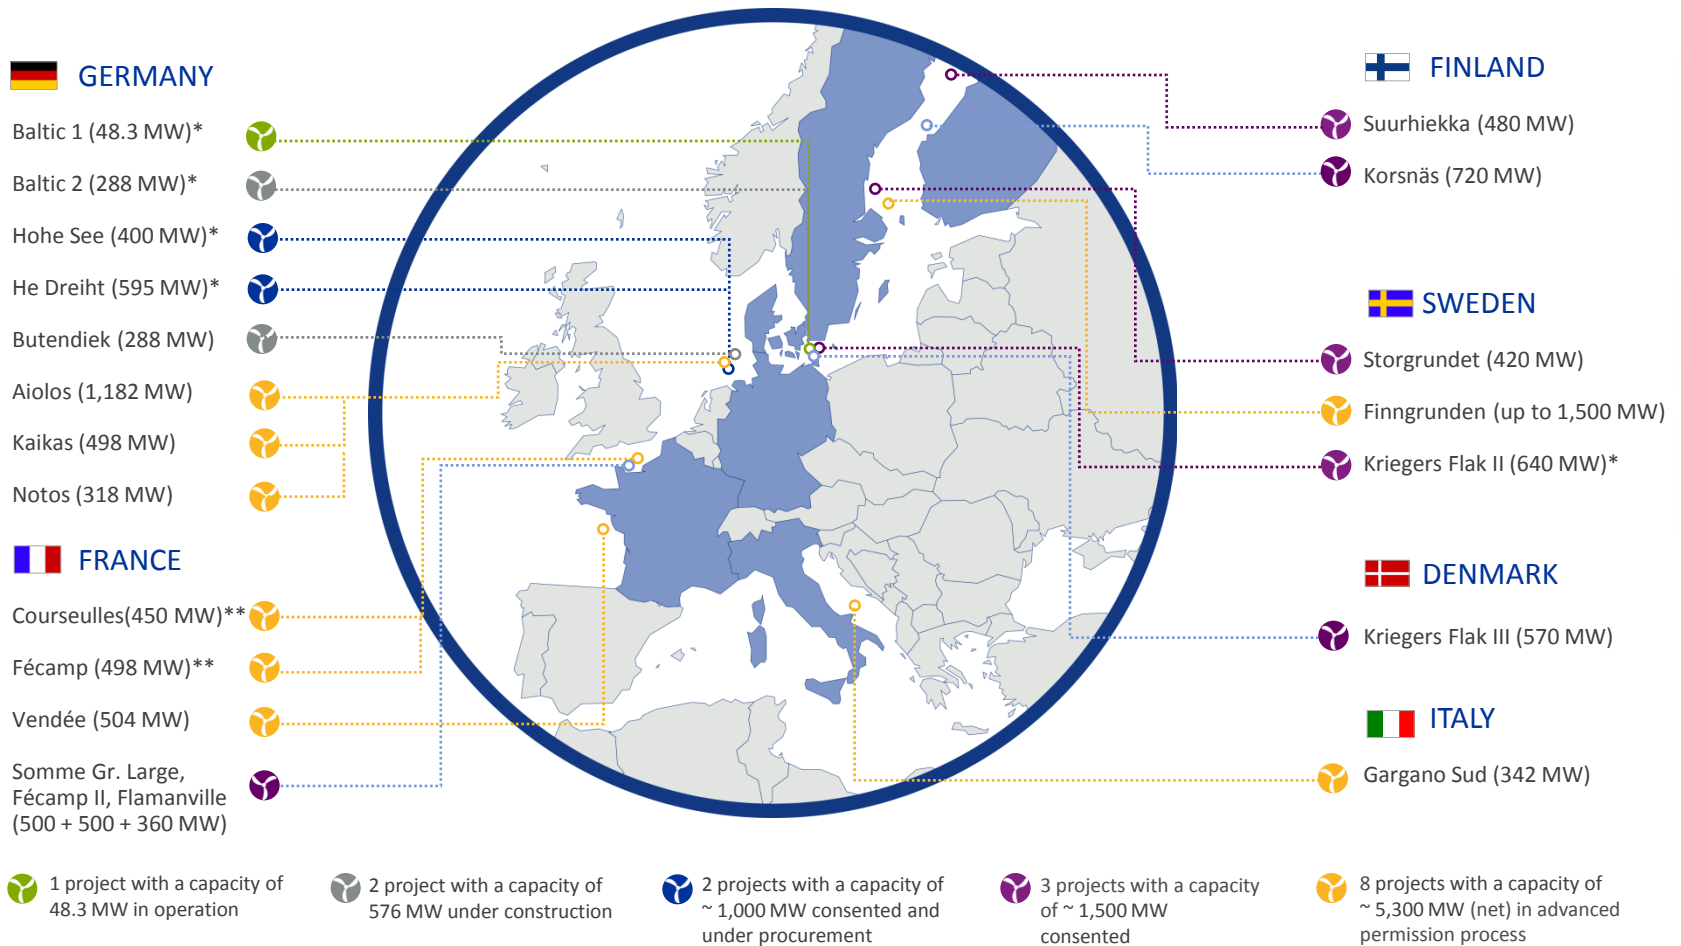 GERMANY
Baltic 1 (48.3 MW)*
Baltic 2 (288 MW)*
Hohe See (400 MW)*
He Dreiht (595 MW)*
Butendiek (288 MW)
Aiolos (1,182 MW)
Kaikas (498 MW)
Notos (318 MW)
FRANCE
Courseulles(450 MW)**
Fécamp (498 MW)**
Vendée (504 MW)
Somme Gr. Large,
Fécamp II, Flamanville
(500 + 500 + 360 MW)
FINLAND
Suurhiekka (480 MW)
Korsnäs (720 MW)
SWEDEN
Storgrundet (420 MW)
Finngrunden (up to 1,500 MW)
Kriegers Flak II (640 MW)*
DENMARK
Kriegers Flak III (570 MW)
ITALY
Gargano Sud (342 MW)
1 project with a capacity of
48.3 MW in operation
2 project with a capacity of
576 MW under construction
2 projects with a capacity of
~ 1,000 MW consented and
under procurement
3 projects with a capacity
of ~ 1,500 MW
consented
8 projects with a capacity of
~ 5,300 MW (net) in advanced
permission process